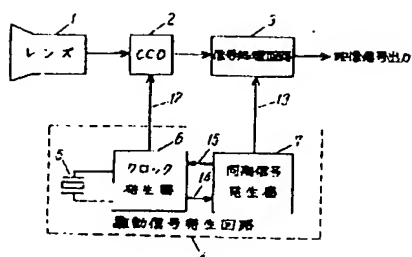 1
2
3
レンズ
CCD
信号処理回路
映像信号出力
12
13
6
7
5
クロック
発生器
15
14
同期信号
発生器
駆動信号発生回路
4